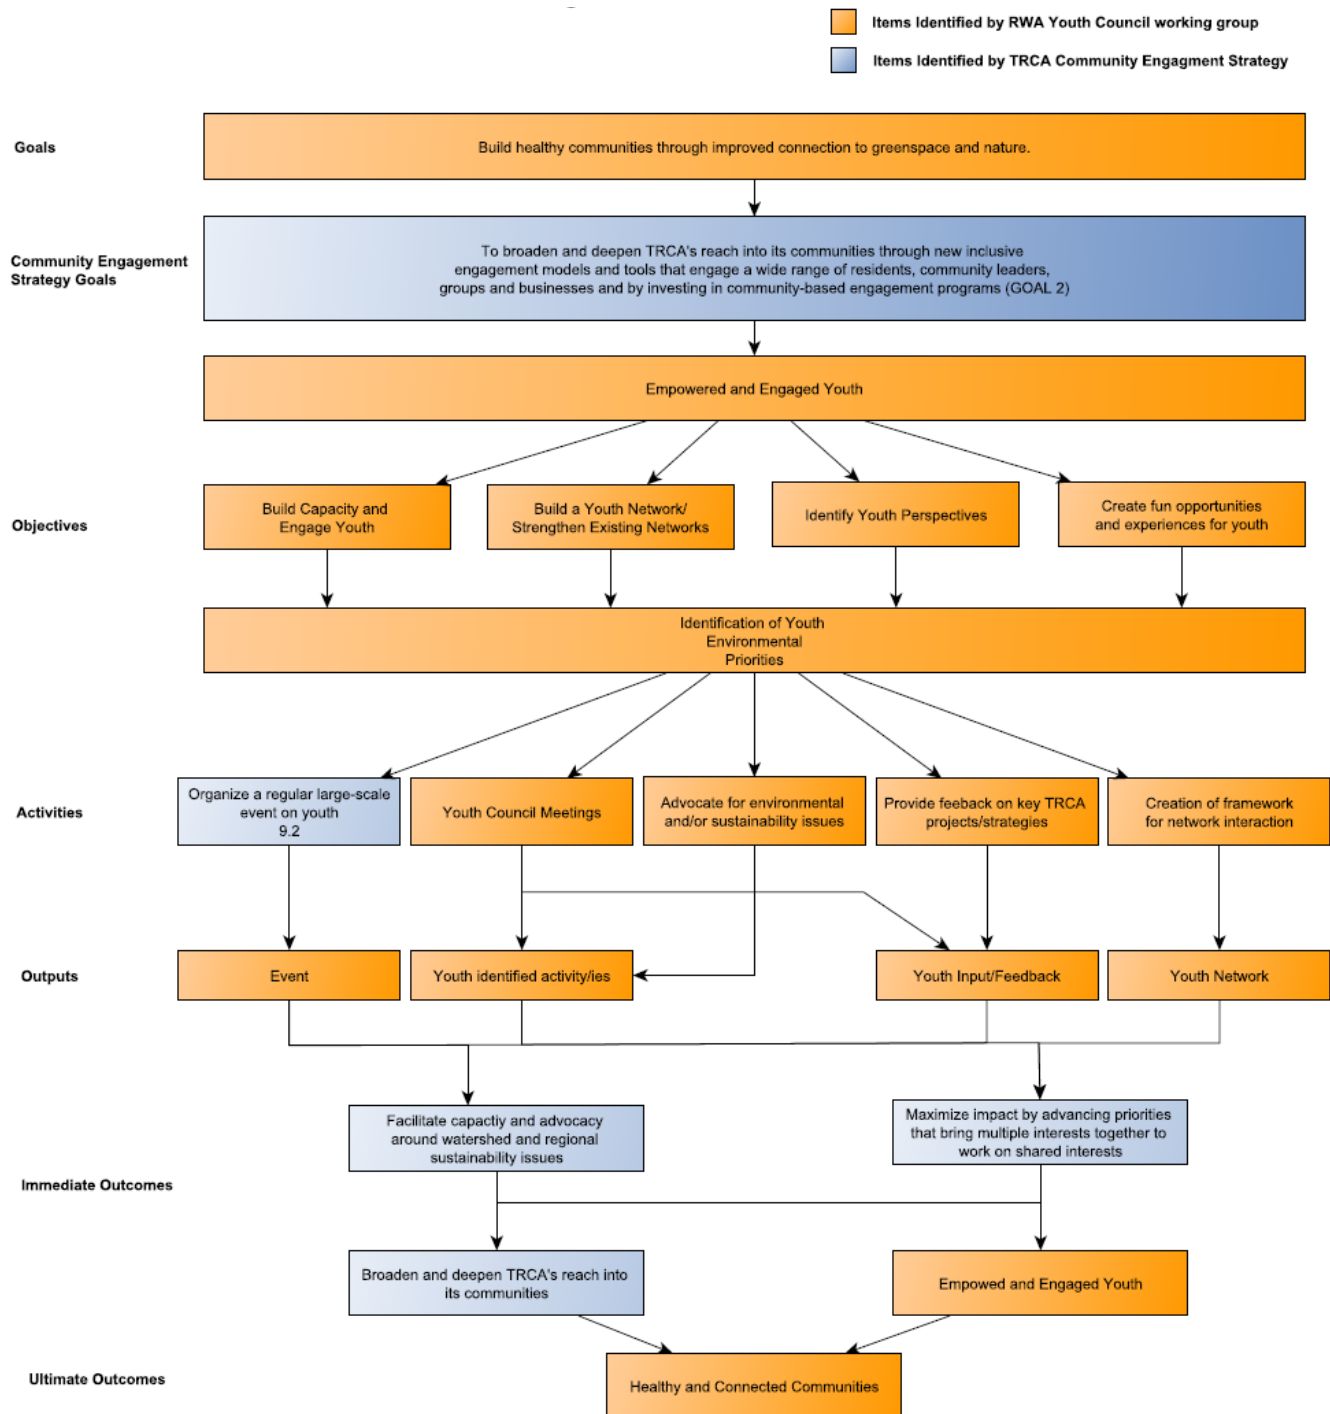 Items Identified by RWA Youth Council working group
Items Identified by TRCA Community Engagment Strategy
Goals
Build healthy communities through improved connection to greenspace and nature.
Community Engagement
Strategy Goals
To broaden and deepen TRCA's reach into its communities through new inclusive
engagement models and tools that engage a wide range of residents, community leaders,
groups and businesses and by investing in community-based engagement programs (GOAL 2)
Empowered and Engaged Youth
Objectives
Build Capacity and
Engage Youth
Build a Youth Network/
Strengthen Existing Networks
Identify Youth Perspectives
Create fun opportunities
and experiences for youth
Identification of Youth
Environmental
Priorities
Activities
Organize a regular large-scale
event on youth
9.2
Youth Council Meetings
Advocate for environmental
and/or sustainability issues
Provide feeback on key TRCA
projects/strategies
Creation of framework
for network interaction
Outputs
Event
Youth identified activity/ies
Youth Input/Feedback
Youth Network
Immediate Outcomes
Facilitate capactiy and advocacy
around watershed and regional
sustainability issues
Maximize impact by advancing priorities
that bring multiple interests together to
work on shared interests
Broaden and deepen TRCA's reach into
its communities
Empowed and Engaged Youth
Ultimate Outcomes
Healthy and Connected Communities